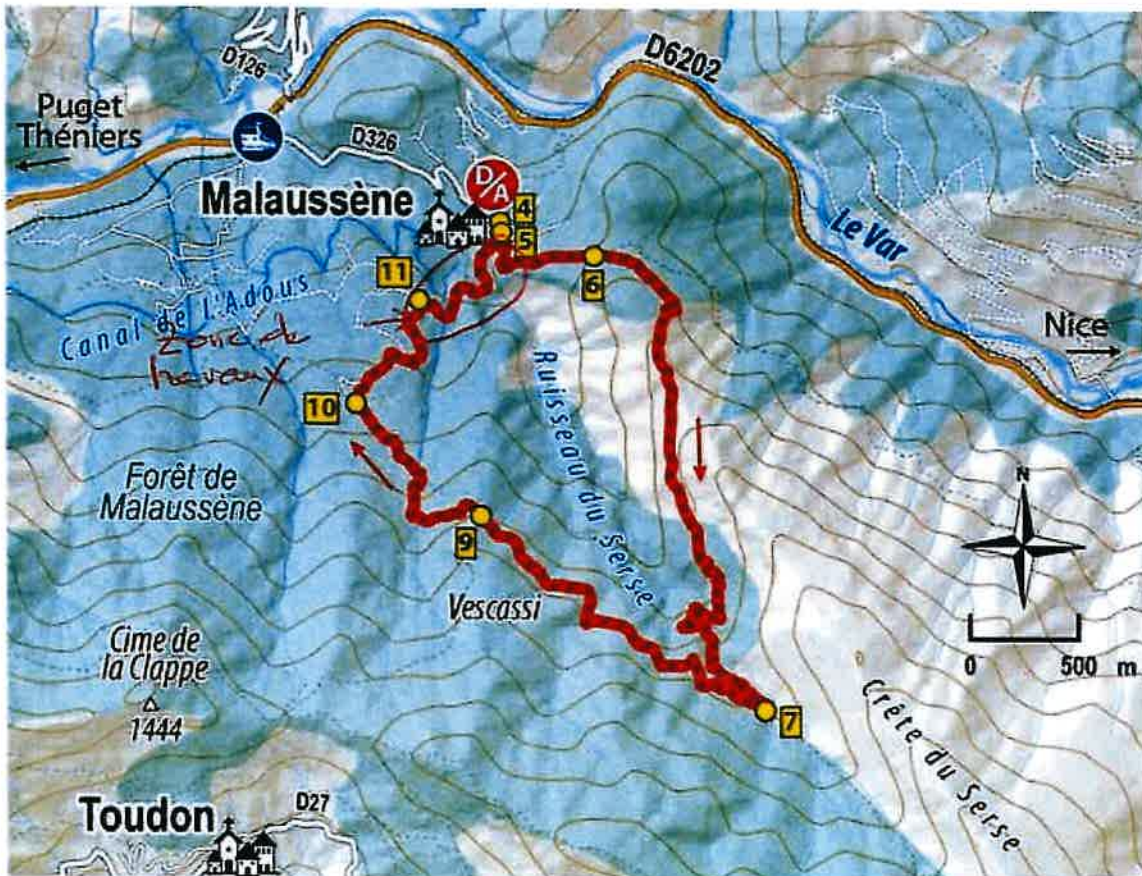 D126
D6202
Puget
Théniers
D326
D/A
Malaussène
4
5
6
11
Le Var
Canal de l'Adous
zone de
travaux
Nice
10
Ruisseau du Serse
Forêt de
Malaussène
N
9
Vescassi
Cime de
la Clappe
1444
0 500 m
7
Crête du Serse
D27
Toudon